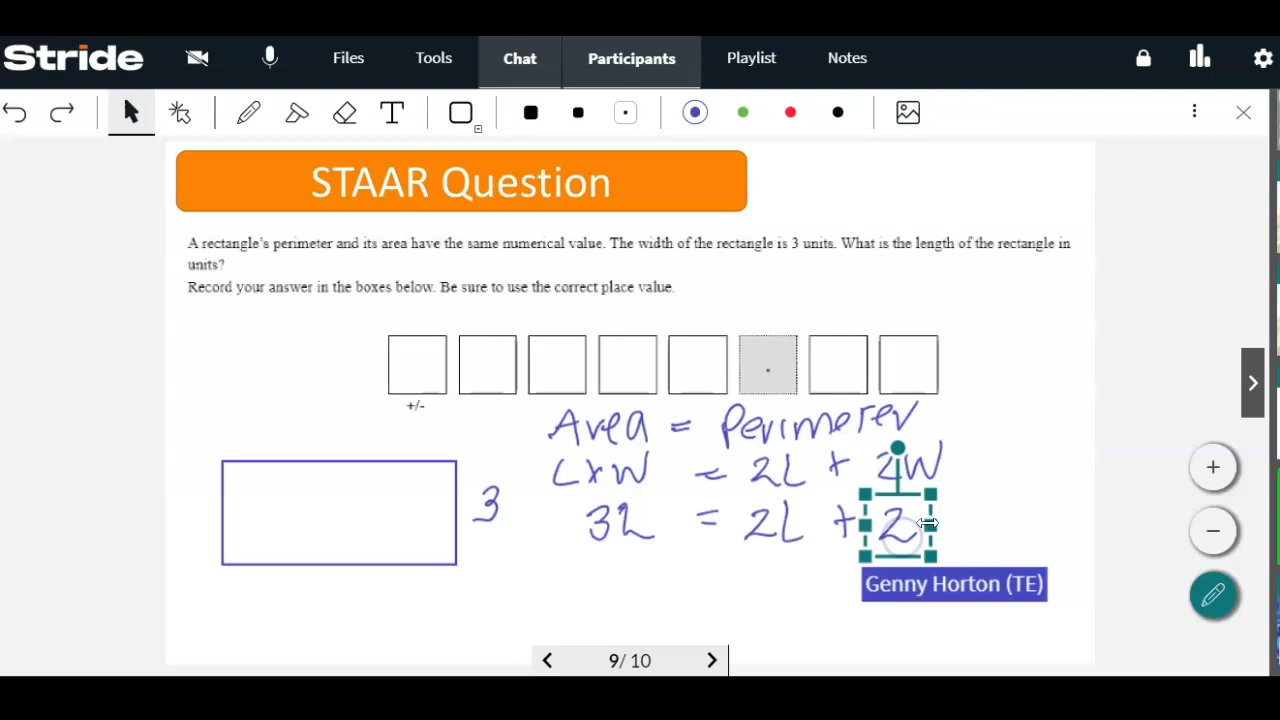 Stride Files Tools Chat Participants Playlist Notes
T
STAAR Question
A rectangle's perimeter and its area have the same numerical value. The width of the rectangle is 3 units. What is the length of the rectangle in
units?
Record your answer in the boxes below. Be sure to use the correct place value.
.
+/-
Area = Perimeter
L x W = 2L + 2W
3
3L = 2L + 2
Genny Horton (TE)
9/ 10